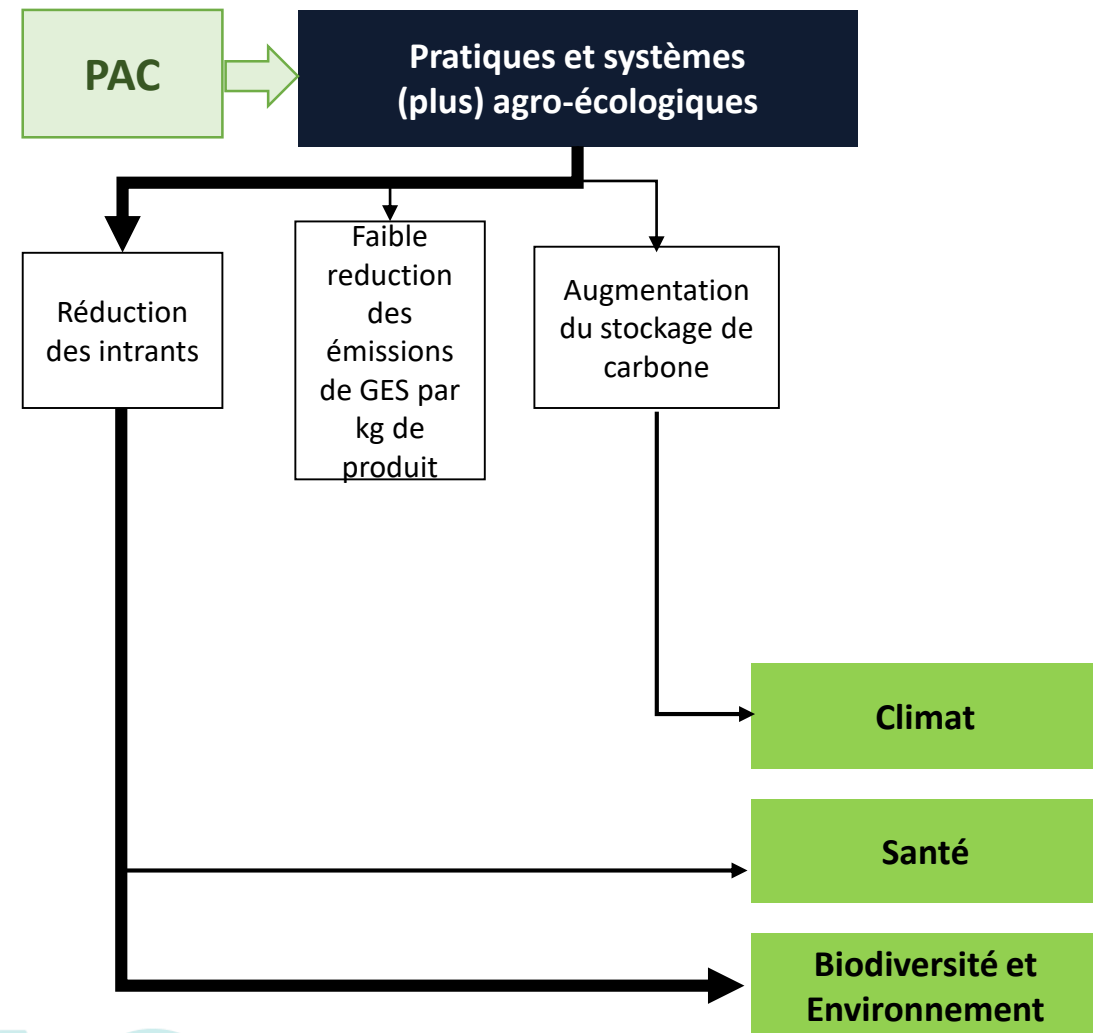 PAC
Pratiques et systèmes
(plus) agro-écologiques
Réduction
des intrants
Faible
reduction
des
émissions
de GES par
kg de
produit
Augmentation
du stockage de
carbone
Climat
Santé
Biodiversité et
Environnement